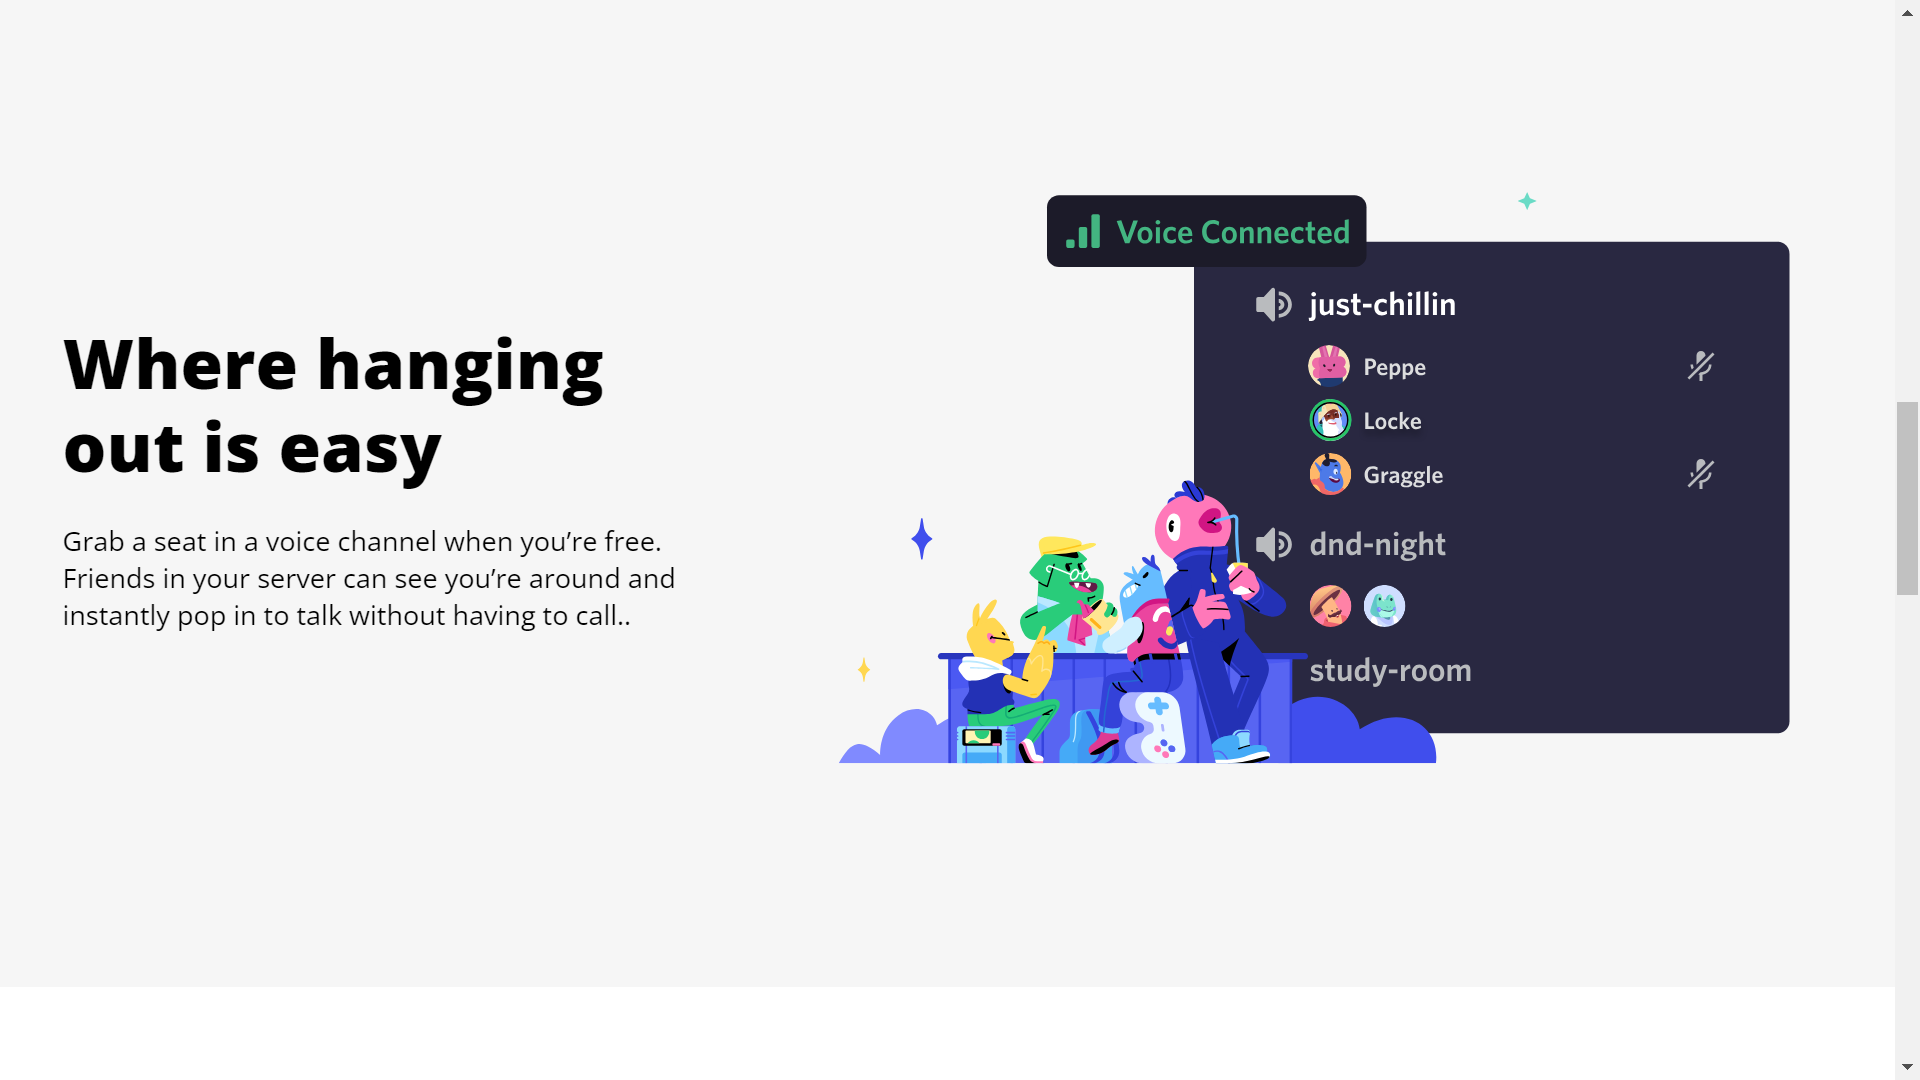 Where hanging
out is easy
Grab a seat in a voice channel when you’re free.
Friends in your server can see you’re around and
instantly pop in to talk without having to call..
Voice Connected
just-chillin
Peppe
Locke
Graggle
dnd-night
study-room